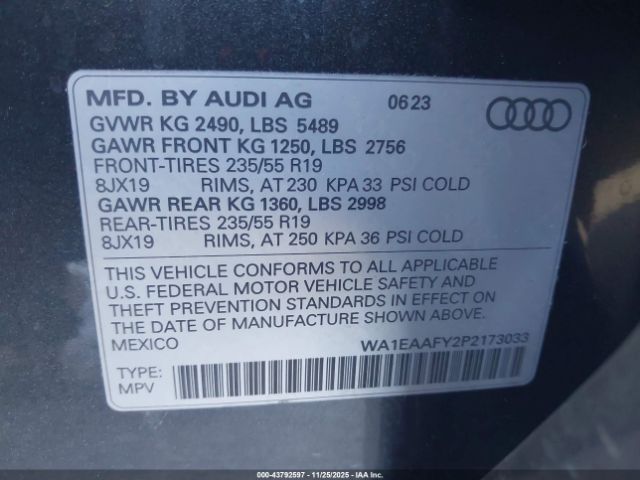 MFD. BY AUDI AG 0623
GVWR KG 2490, LBS 5489
GAWR FRONT KG 1250, LBS 2756
FRONT-TIRES 235/55 R19
8JX19 RIMS, AT 230 KPA 33 PSI COLD
GAWR REAR KG 1360, LBS 2998
REAR-TIRES 235/55 R19
8JX19 RIMS, AT 250 KPA 36 PSI COLD
THIS VEHICLE CONFORMS TO ALL APPLICABLE
U.S. FEDERAL MOTOR VEHICLE SAFETY AND
THEFT PREVENTION STANDARDS IN EFFECT ON
THE DATE OF MANUFACTURE SHOWN ABOVE.
MEXICO WA1EAAFY2P2173033
TYPE:
MPV
000-43792597 - 11/25/2025 - IAAI.CA